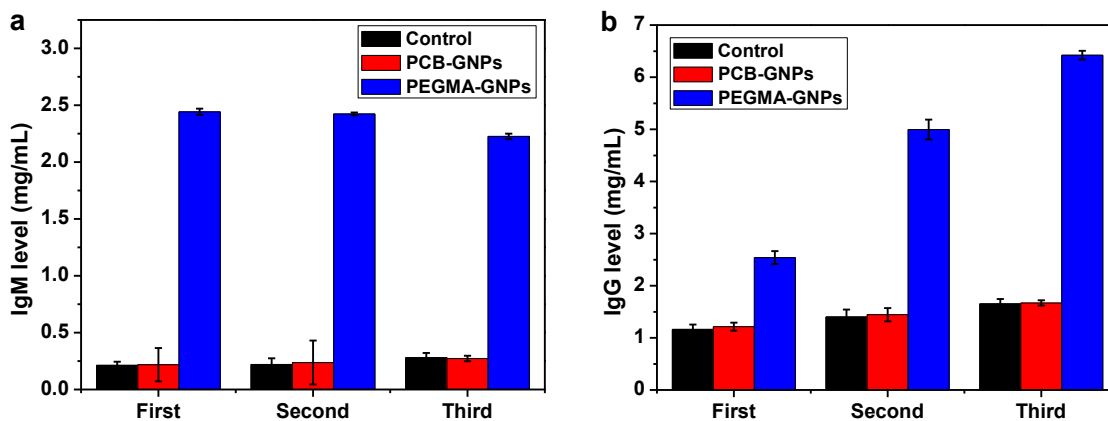 a
3.0
2.5
2.0
1.5
1.0
0.5
0.0
IgM level (mg/mL)
Control
PCB-GNPs
PEGMA-GNPs
First Second Third
b
7
6
5
4
3
2
1
0
IgG level (mg/mL)
Control
PCB-GNPs
PEGMA-GNPs
First Second Third